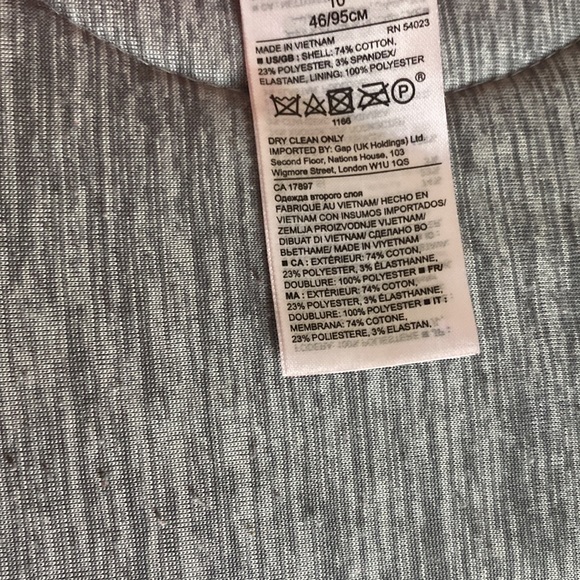 10
46/95CM
RN 54023
MADE IN VIETNAM
■ US/GB : SHELL: 74% COTTON,
23% POLYESTER, 3% SPANDEX/
ELASTANE, LINING: 100% POLYESTER
P®
1166
DRY CLEAN ONLY
IMPORTED BY: Gap (UK Holdings) Ltd.
Second Floor, Nations House, 103
Wigmore Street, London W1U 1QS
CA 17897
Одежда второго слоя
FABRIQUÉ AU VIETNAM/ HECHO EN
VIETNAM CON INSUMOS IMPORTADOS/
ZEMLJA PROIZVODNJE VIJETNAM/
DIBUAT DI VIETNAM/ СДЕЛАНО ВО
ВЬЕТНАМЕ/ MADE IN VIYETNAM
■ CA : EXTÉRIEUR: 74% COTON,
23% POLYESTER, 3% ÉLASTHANNE,
DOUBLURE: 100% POLYESTER ■ FR/
MA : EXTÉRIEUR: 74% COTON,
23% POLYESTER, 3% ÉLASTHANNE,
DOUBLURE: 100% POLYESTER ■ IT :
MEMBRANA: 74% COTONE,
23% POLIESTERE, 3% ELASTAN,